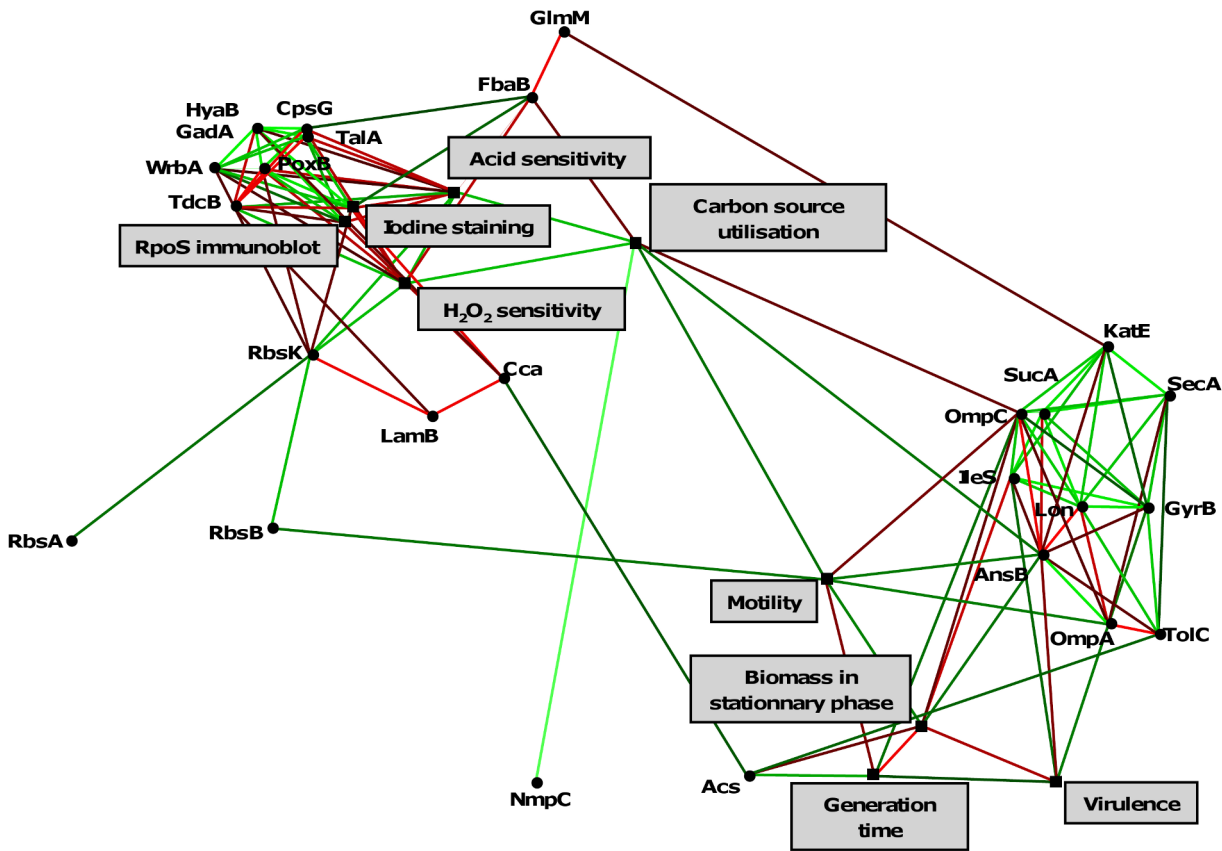 GlmM
FbaB
HyaB
CpsG
GadA
TalA
WrbA
PoxB
Acid sensitivity
TdcB
Iodine staining
Carbon source
utilisation
RpoS immunoblot
H₂O₂ sensitivity
RbsK
Cca
KatE
SucA
SecA
LamB
OmpC
IleS
Lon
GyrB
RbsA
RbsB
AnsB
Motility
OmpA
TolC
Biomass in
stationnary phase
NmpC
Acs
Generation
time
Virulence